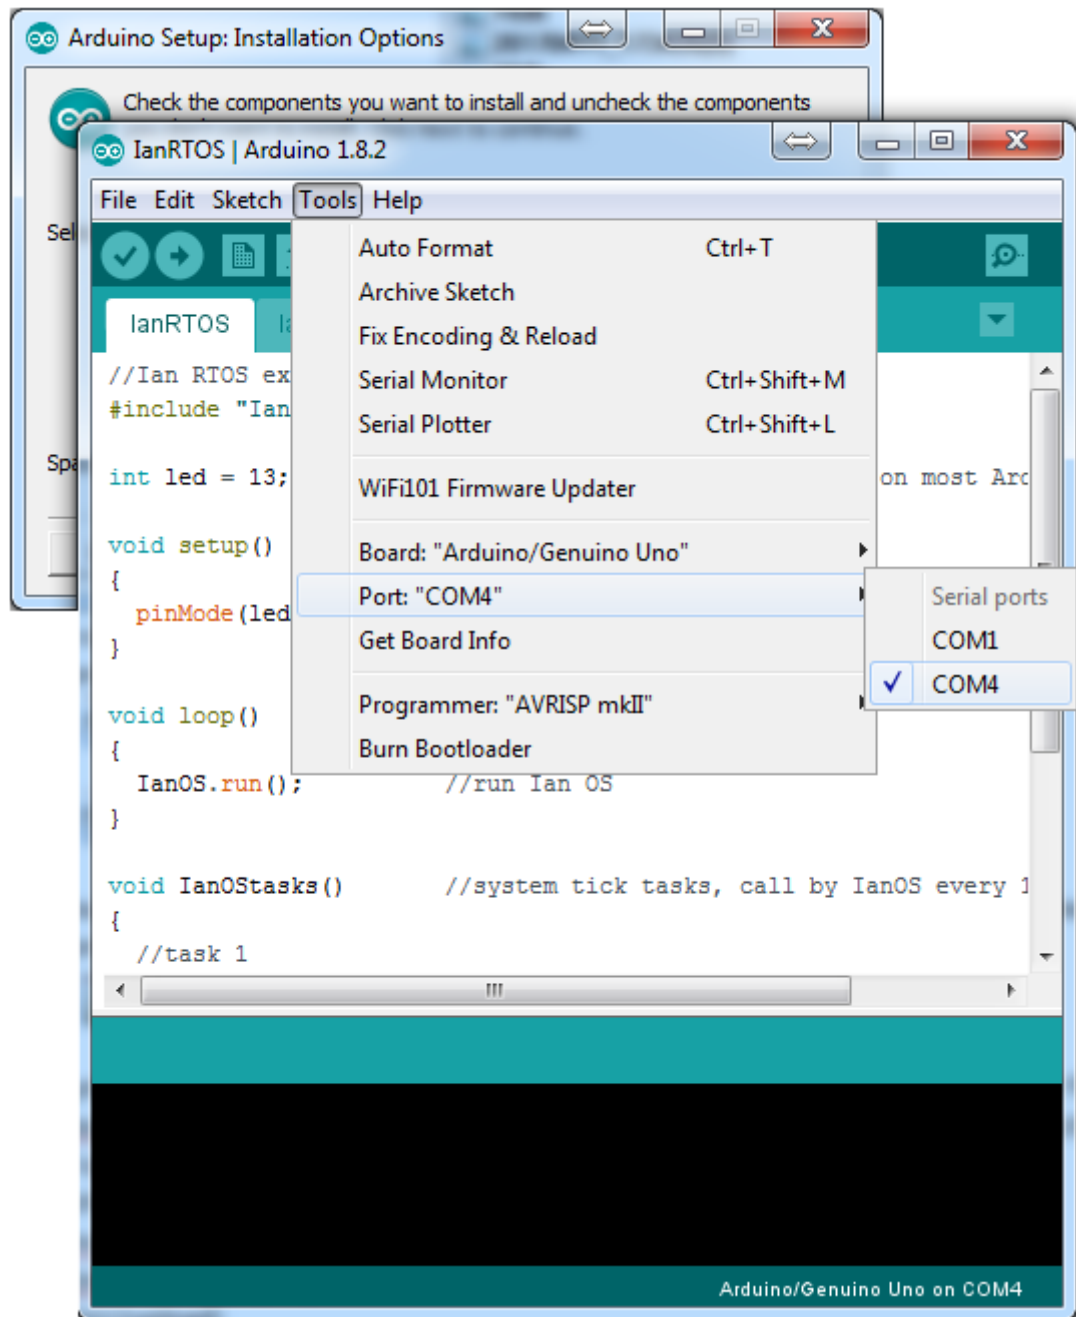 Arduino Setup: Installation Options
Check the components you want to install and uncheck the components
IanRTOS | Arduino 1.8.2
File Edit Sketch Tools Help
Sel
Auto Format Ctrl+T
Archive Sketch
Fix Encoding & Reload
Serial Monitor Ctrl+Shift+M
Serial Plotter Ctrl+Shift+L
WiFi101 Firmware Updater
Board: "Arduino/Genuino Uno"
Port: "COM4"
Get Board Info
Programmer: "AVRISP mkII"
Burn Bootloader
Serial ports
COM1
COM4
IanRTOS
//Ian RTOS ex
#include "Ian
Spa
int led = 13; on most Arc
void setup()
{
pinMode(led
}
void loop()
{
IanOS.run(); //run Ian OS
}
void IanOStasks() //system tick tasks, call by IanOS every 1
{
//task 1
Arduino/Genuino Uno on COM4